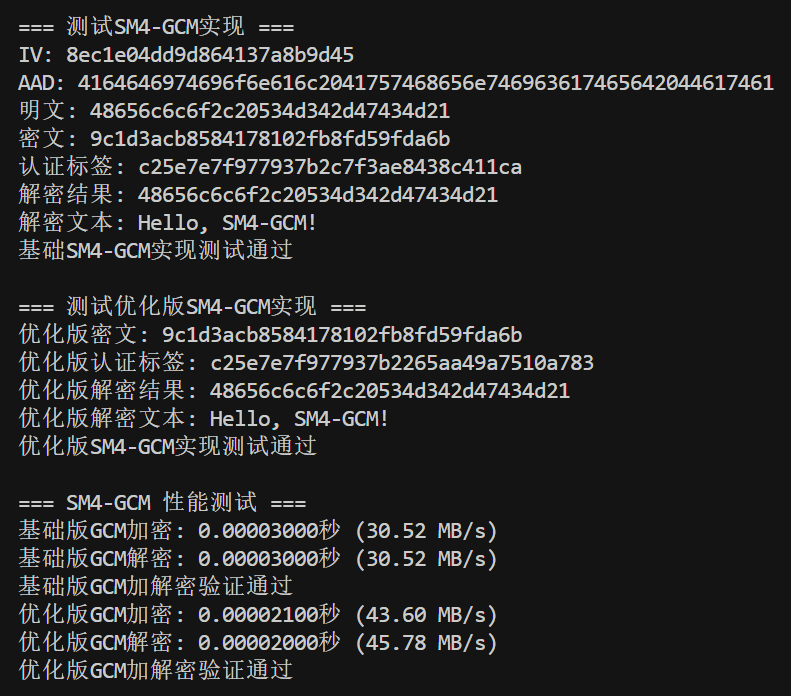 === 测试SM4-GCM实现 ===
IV: 8ec1e04dd9d864137a8b9d45
AAD: 4164646974696f6e616c2041757468656e746963617465642044617461
明文: 48656c6c6f2c20534d342d47434d21
密文: 9c1d3acb8584178102fb8fd59fda6b
认证标签: c25e7e7f977937b2c7f3ae8438c411ca
解密结果: 48656c6c6f2c20534d342d47434d21
解密文本: Hello, SM4-GCM!
基础SM4-GCM实现测试通过
=== 测试优化版SM4-GCM实现 ===
优化版密文: 9c1d3acb8584178102fb8fd59fda6b
优化版认证标签: c25e7e7f977937b2265aa49a7510a783
优化版解密结果: 48656c6c6f2c20534d342d47434d21
优化版解密文本: Hello, SM4-GCM!
优化版SM4-GCM实现测试通过
=== SM4-GCM 性能测试 ===
基础版GCM加密: 0.00003000秒 (30.52 MB/s)
基础版GCM解密: 0.00003000秒 (30.52 MB/s)
基础版GCM加解密验证通过
优化版GCM加密: 0.00002100秒 (43.60 MB/s)
优化版GCM解密: 0.00002000秒 (45.78 MB/s)
优化版GCM加解密验证通过